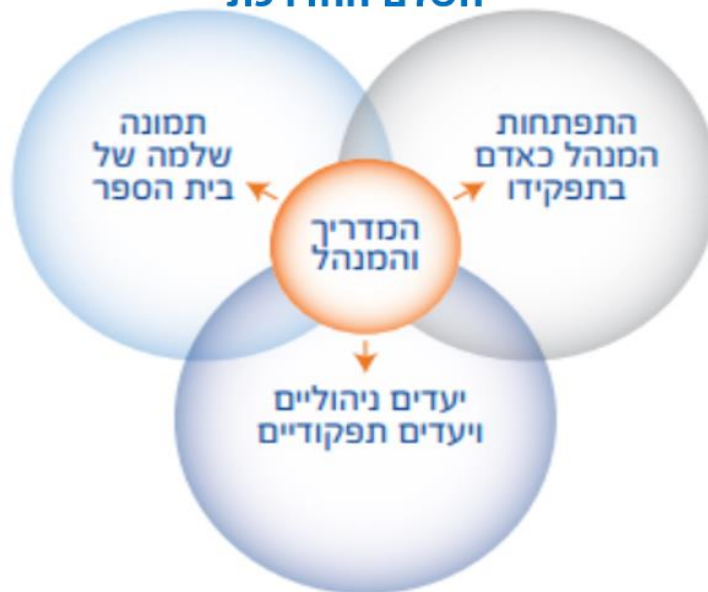 התפתחות
המנהל כאדם
בתפקידו
תמונה
שלמה של
בית הספר
המדריך
והמנהל
יעדים ניהוליים
ויעדים תפקודיים